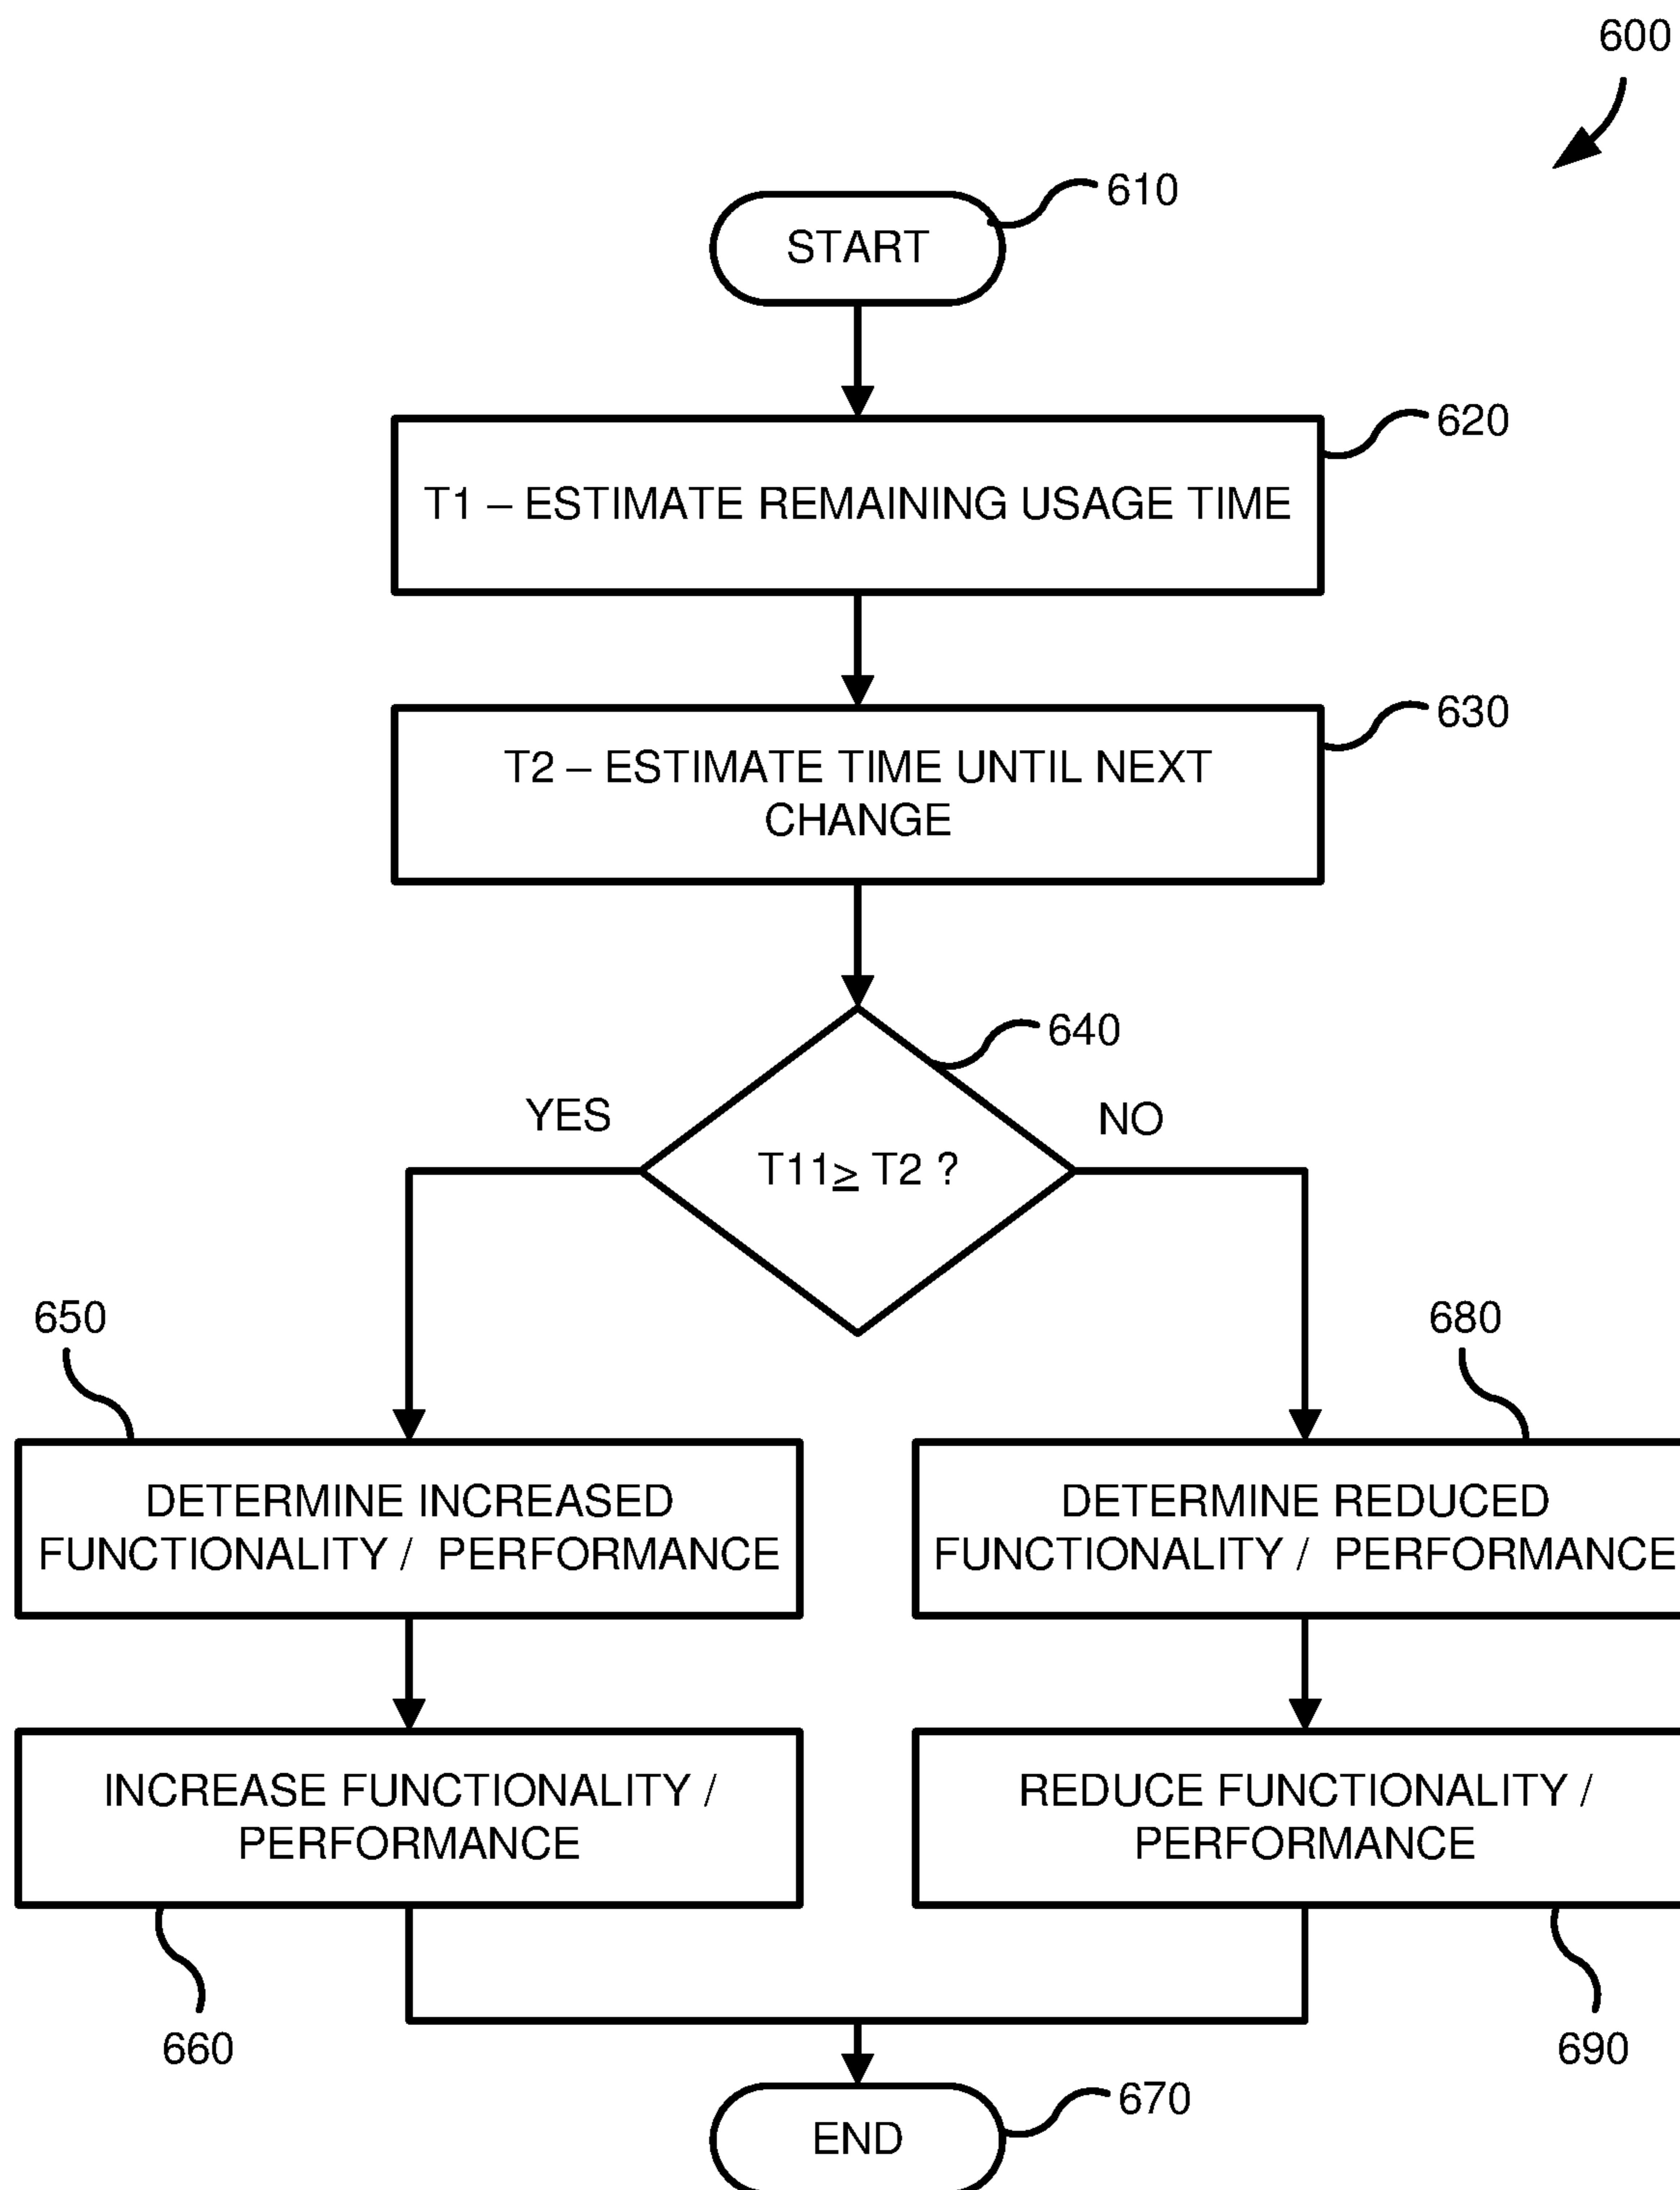 600
610
START
620
T1 – ESTIMATE REMAINING USAGE TIME
630
T2 – ESTIMATE TIME UNTIL NEXT
CHANGE
640
YES
NO
T11≥ T2 ?
650
680
DETERMINE INCREASED
FUNCTIONALITY / PERFORMANCE
DETERMINE REDUCED
FUNCTIONALITY / PERFORMANCE
INCREASE FUNCTIONALITY /
PERFORMANCE
REDUCE FUNCTIONALITY /
PERFORMANCE
660
690
670
END